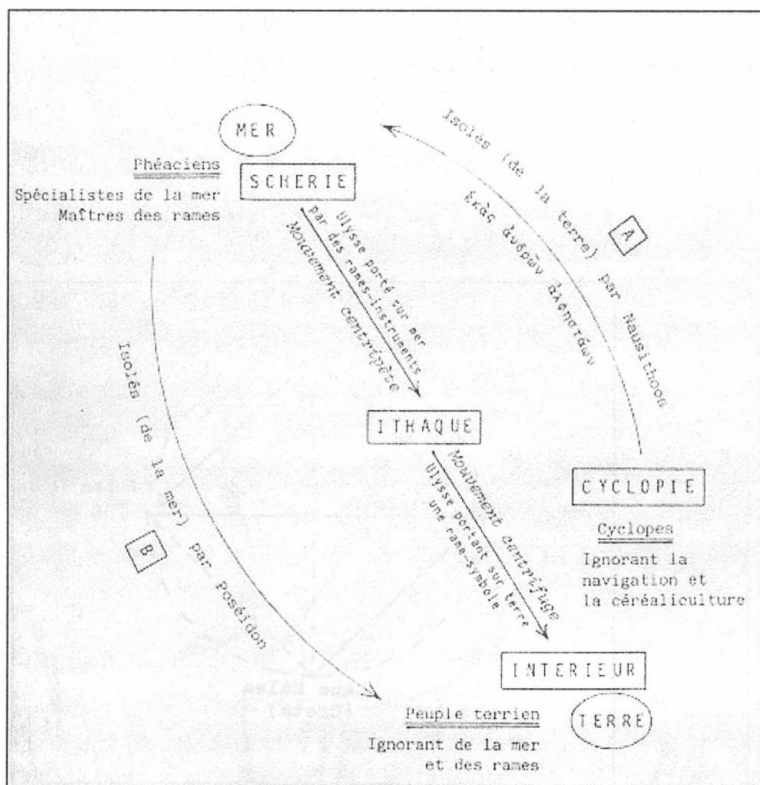 MER
Phéaciens
SCHERIE
Spécialistes de la mer
Maîtres des rames
Isolés (de la terre) par Nausithoos
ἑκὰς ἀνδρῶν ἀλφηστάων
A
Ulysse porté sur mer
par des rames-instruments
Mouvement centripète
Isolés (de la mer) par Poséidon
B
ITHAQUE
CYCLOPIE
Cyclopes
Ignorant la
navigation et
la céréaliculture
Mouvement centrifuge
Ulysse portant sur terre
une rame-symbole
INTERIEUR
TERRE
Peuple terrien
Ignorant de la mer
et des rames